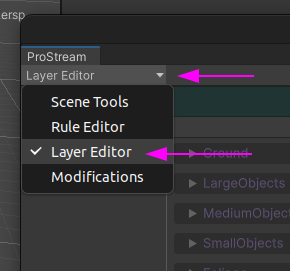 ersp
ProStream
Layer Editor
Scene Tools
Rule Editor
Layer Editor
Modifications
Ground
LargeObjects
MediumObject
SmallObjects